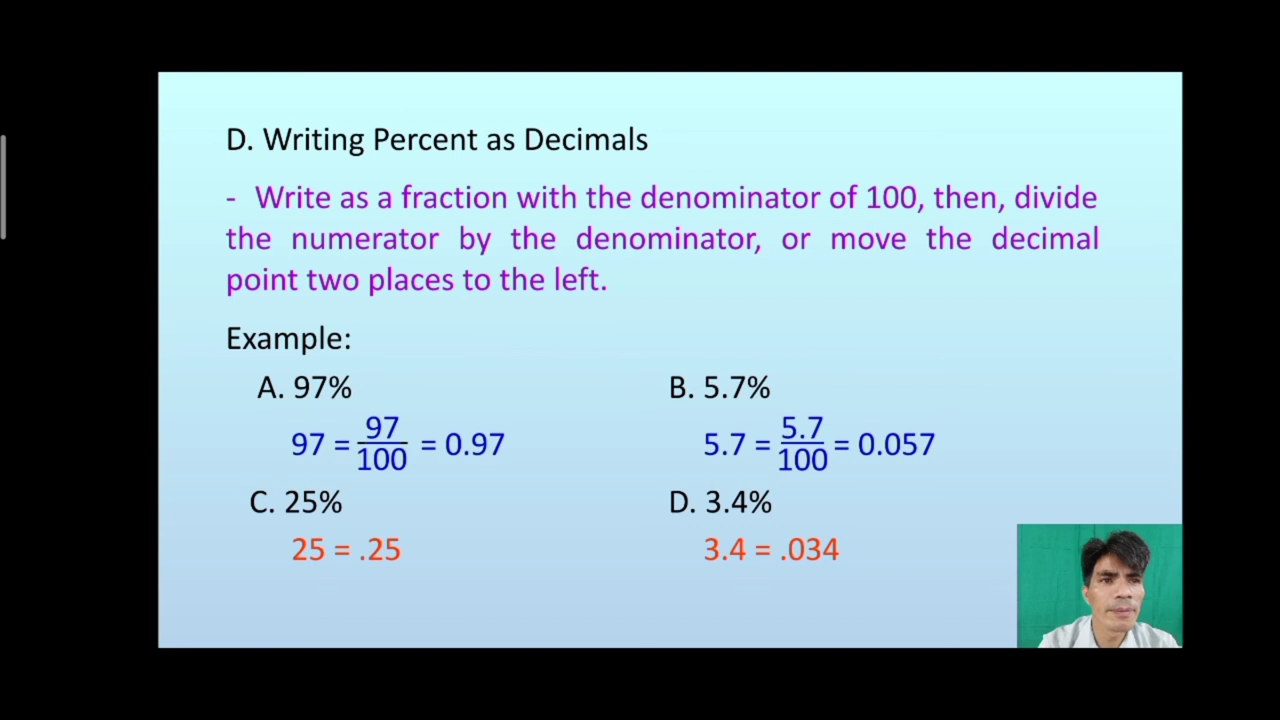 D. Writing Percent as Decimals
- Write as a fraction with the denominator of 100, then, divide
the numerator by the denominator, or move the decimal
point two places to the left.
Example:
A. 97%
B. 5.7%
97 = 97/100 = 0.97
5.7 = 5.7/100 = 0.057
C. 25%
D. 3.4%
25 = .25
3.4 = .034